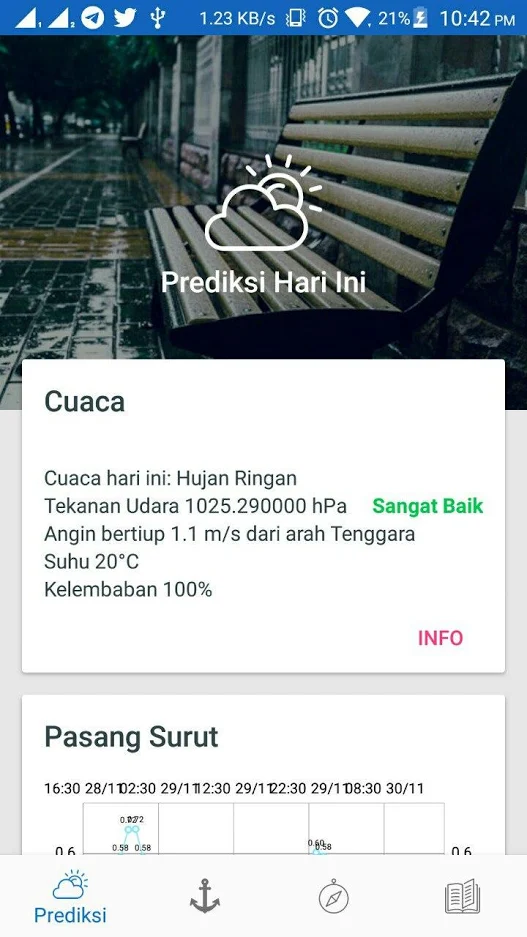 1.23 KB/s 21% 10:42 PM
Prediksi Hari Ini
Cuaca
Cuaca hari ini: Hujan Ringan
Tekanan Udara 1025.290000 hPa Sangat Baik
Angin bertiup 1.1 m/s dari arah Tenggara
Suhu 20°C
Kelembaban 100%
INFO
Pasang Surut
16:30 28/11 02:30 29/11 12:30 29/11 22:30 29/11 08:30 30/11
0.72 0.72
0.58 0.58 0.60 0.58
0.6 0.6
Prediksi